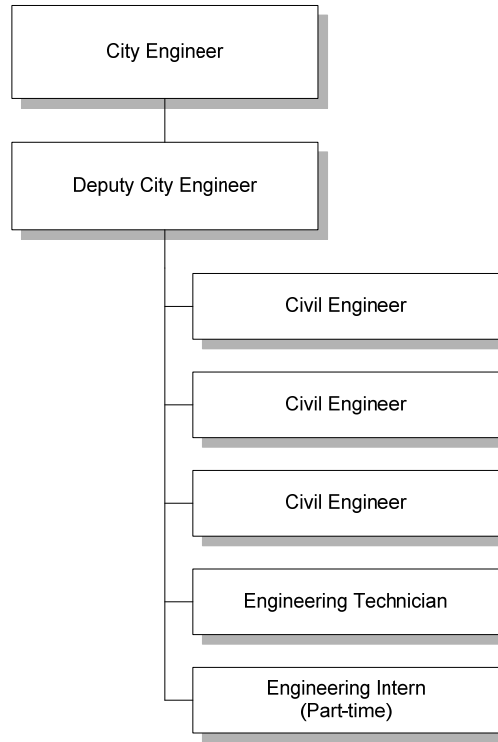 City Engineer
Deputy City Engineer
Civil Engineer
Civil Engineer
Civil Engineer
Engineering Technician
Engineering Intern
(Part-time)